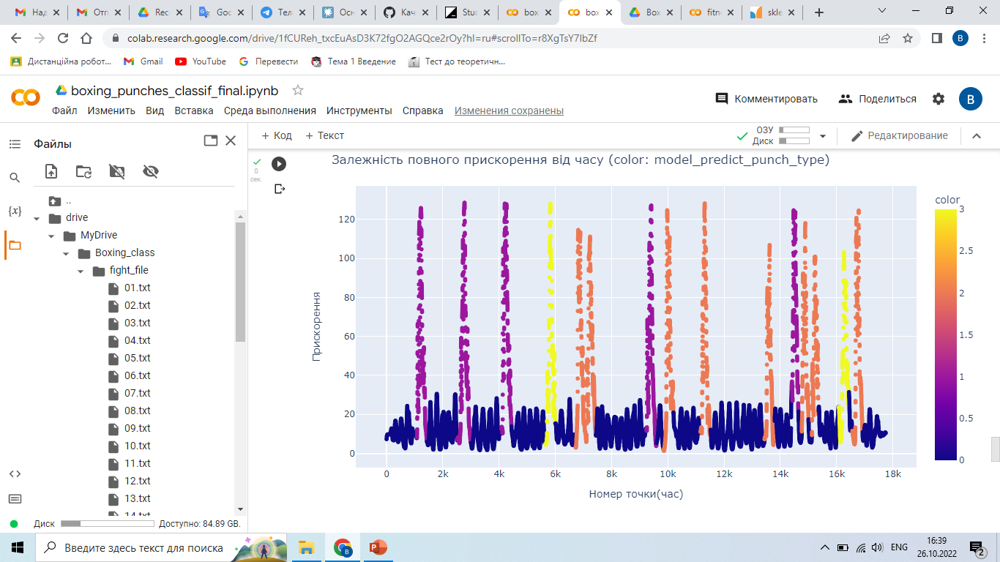 Над
Отп
Rec
Goo
Теле
Осн
Кач
Stuc
box
box
Box
fitn
skle
colab.research.google.com/drive/1fCUReh_txcEuAsD3K72fgO2AGQce2rOy?hl=ru#scrollTo=r8XgTsY7IbZf
B
Дистанційна робот...
Gmail
YouTube
Перевести
Тема 1 Введение
Тест до теоретичн...
boxing_punches_classif_final.ipynb
Файл Изменить Вид Вставка Среда выполнения Инструменты Справка Изменения сохранены
Комментировать
Поделиться
B
Файлы
+ Код + Текст
ОЗУ
Диск
Редактирование
{x}
..
drive
MyDrive
Boxing_class
fight_file
01.txt
02.txt
03.txt
04.txt
05.txt
06.txt
07.txt
08.txt
09.txt
10.txt
11.txt
12.txt
13.txt
14.txt
Диск Доступно: 84.89 GB.
0
сек.
Залежність повного прискорення від часу (color: model_predict_punch_type)
Прискорення
120
100
80
60
40
20
0
0 2k 4k 6k 8k 10k 12k 14k 16k 18k
Номер точки(час)
color
3
2.5
2
1.5
1
0.5
0
Введите здесь текст для поиска
B
ENG
16:39
26.10.2022
2